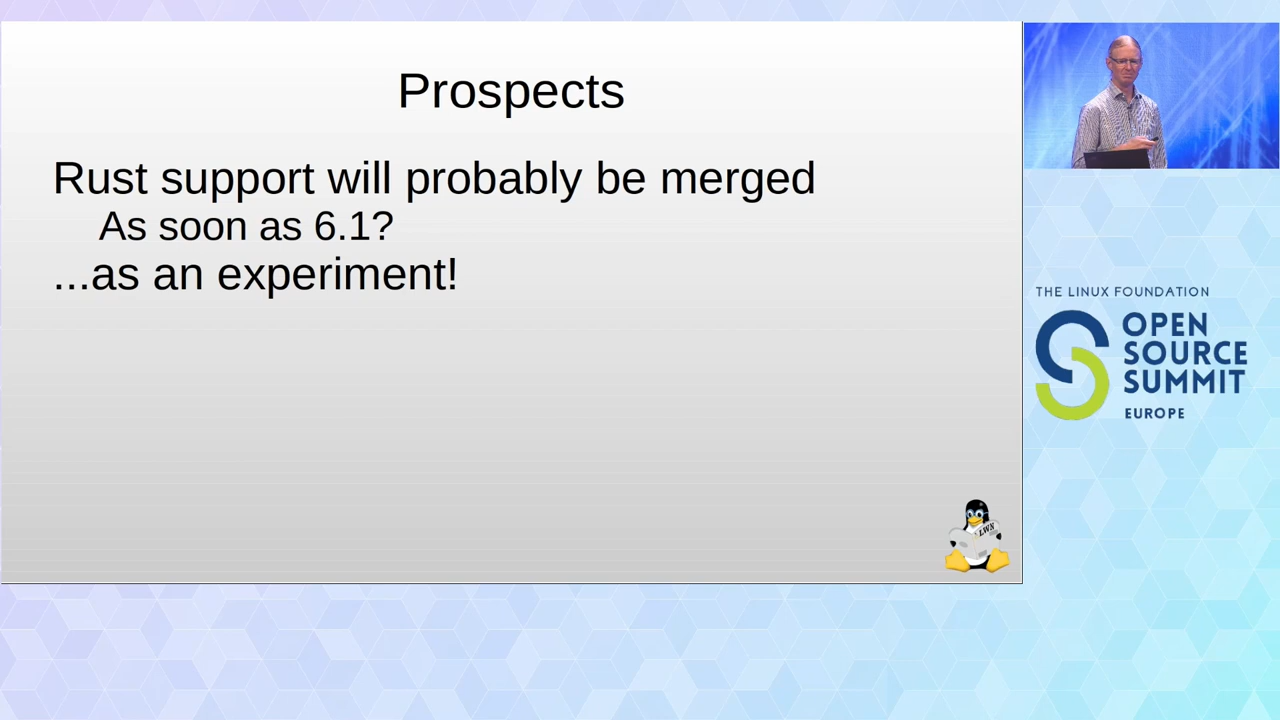 Prospects
Rust support will probably be merged
As soon as 6.1?
...as an experiment!
LWN
THE LINUX FOUNDATION
OPEN
SOURCE
SUMMIT
EUROPE